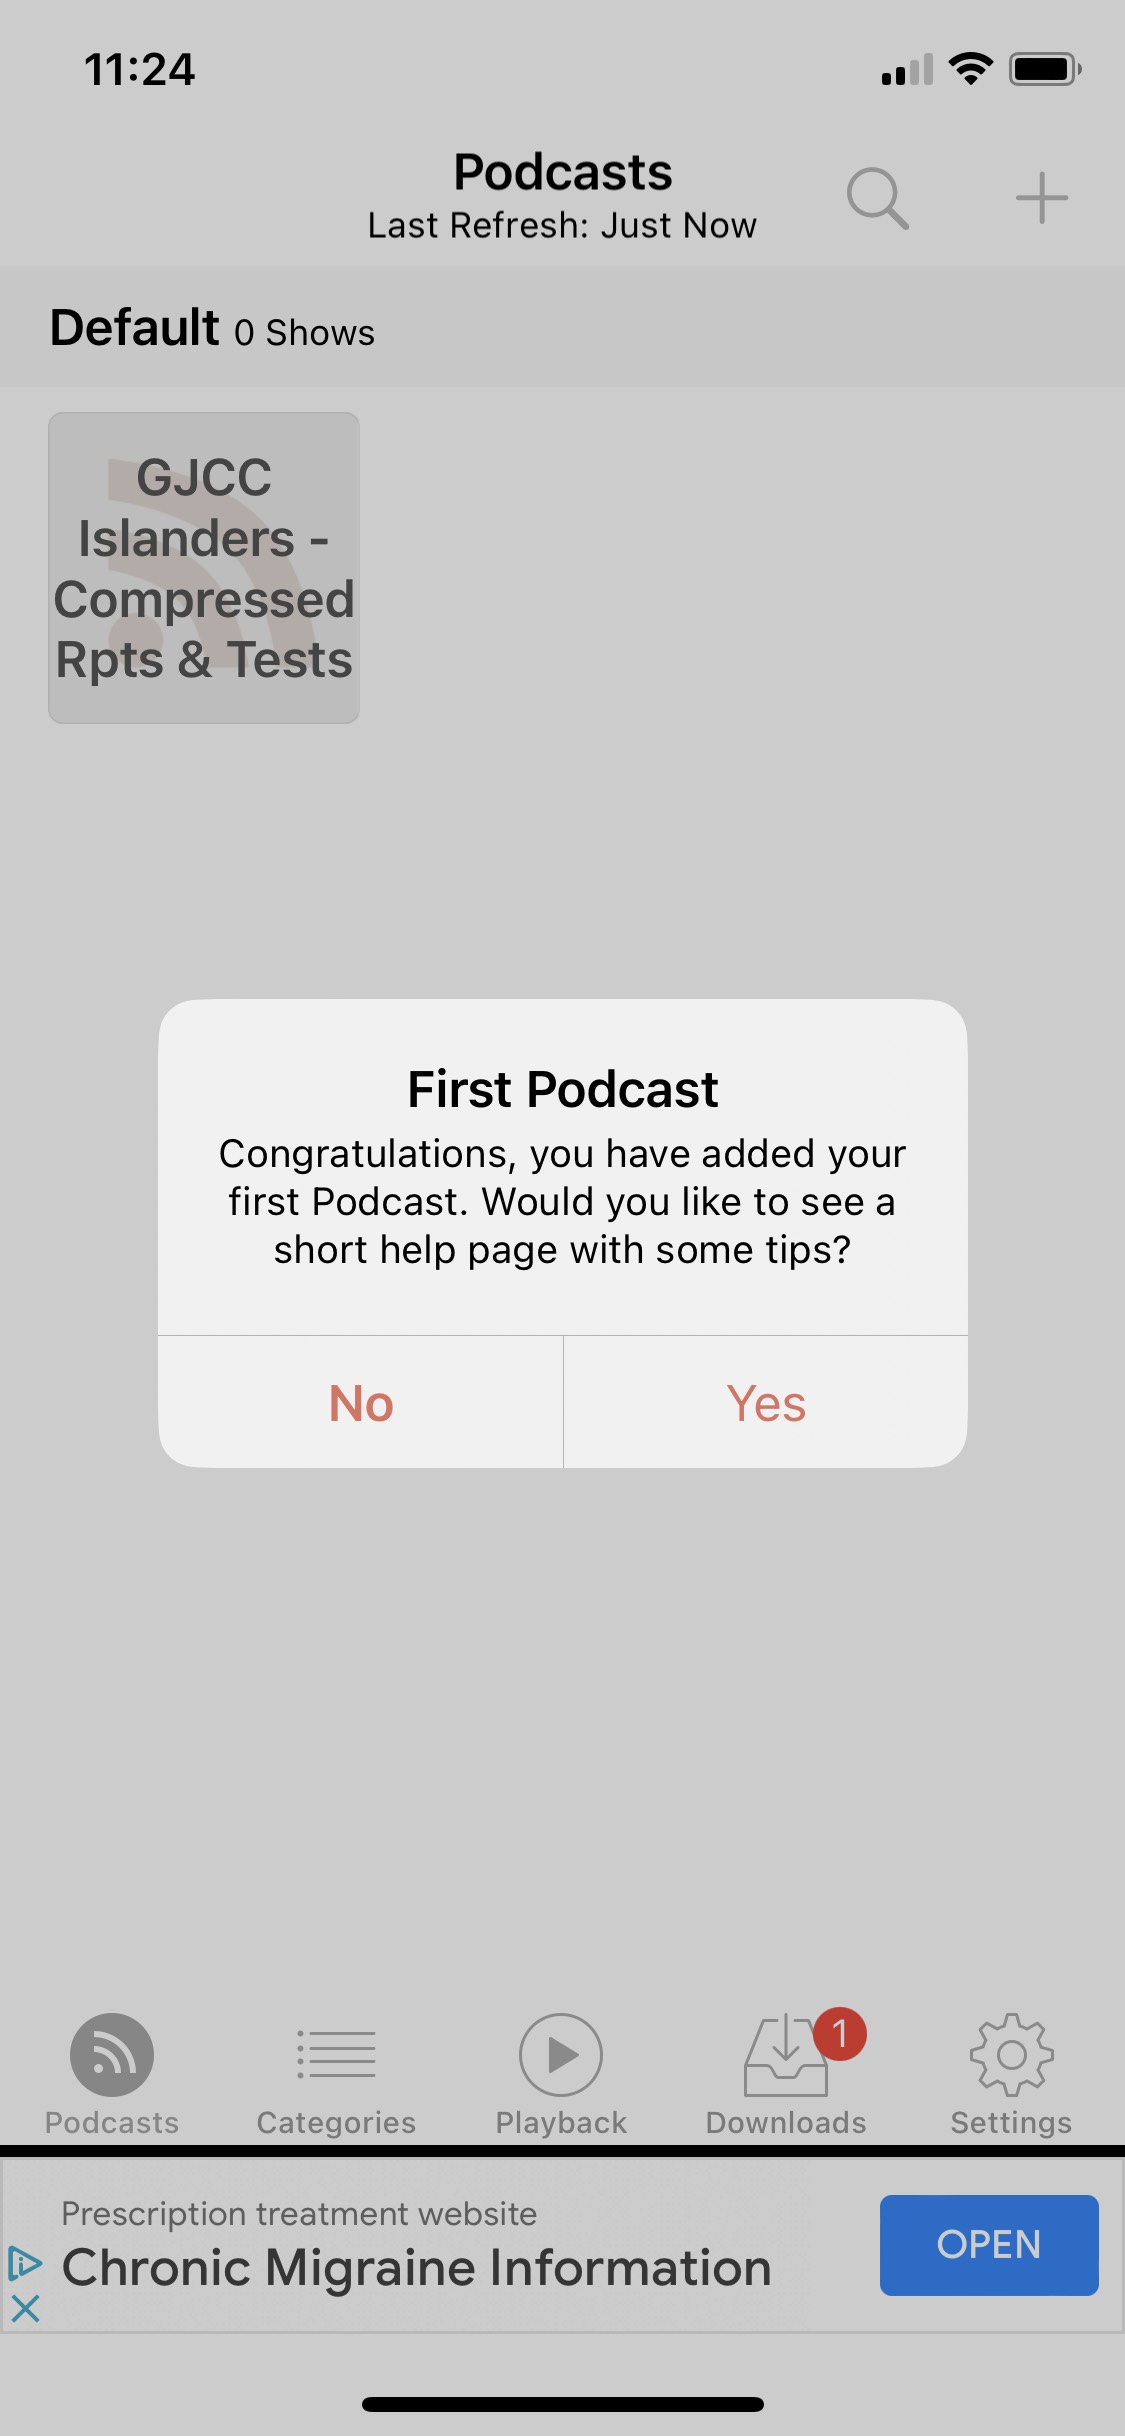 11:24
Podcasts
Last Refresh: Just Now
Default 0 Shows
GJCC
Islanders -
Compressed
Rpts & Tests
First Podcast
Congratulations, you have added your
first Podcast. Would you like to see a
short help page with some tips?
No Yes
1
Podcasts Categories Playback Downloads Settings
Prescription treatment website
Chronic Migraine Information
OPEN